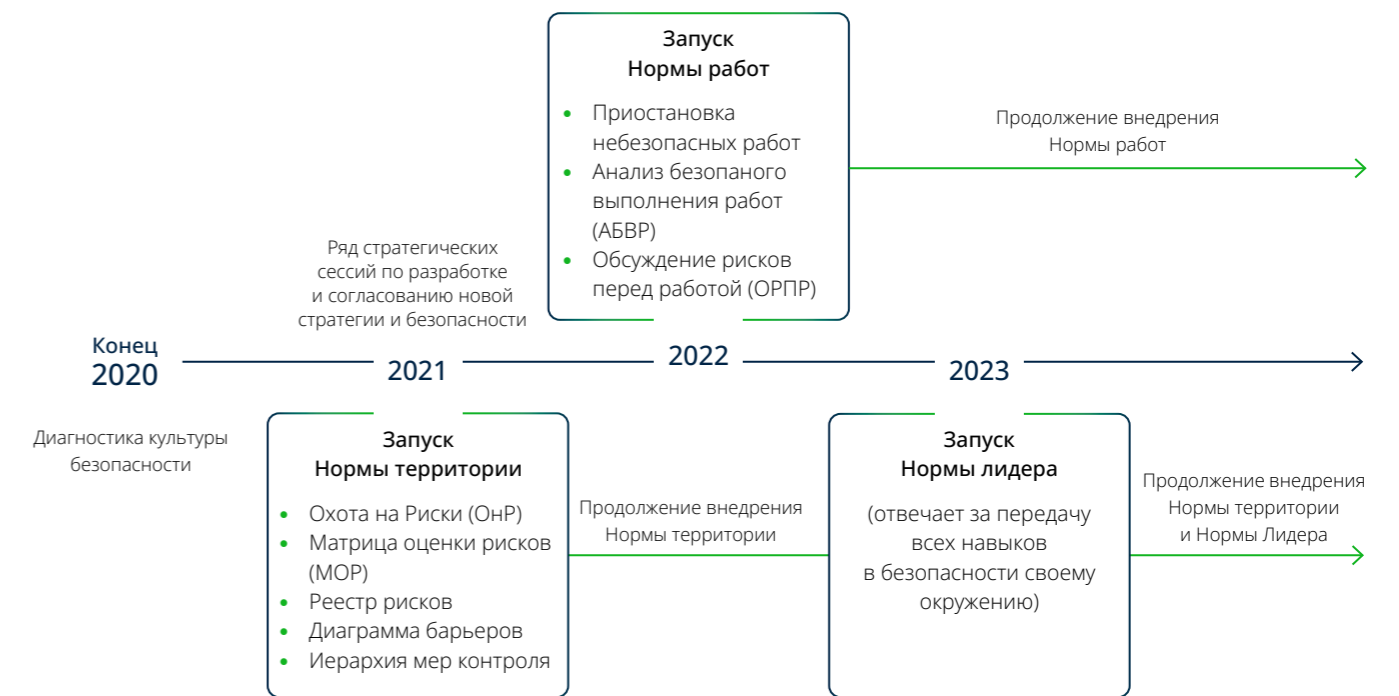 Запуск
Нормы работ
• Приостановка
небезопасных работ
• Анализ безопаного
выполнения работ
(АБВР)
• Обсуждение рисков
перед работой (ОРПР)
Продолжение внедрения
Нормы работ
Ряд стратегических
сессий по разработке
и согласованию новой
стратегии и безопасности
Конец
2020
2021
2022
2023
Диагностика культуры
безопасности
Запуск
Нормы территории
• Охота на Риски (ОнР)
• Матрица оценки рисков
(МОР)
• Реестр рисков
• Диаграмма барьеров
• Иерархия мер контроля
Продолжение внедрения
Нормы территории
Запуск
Нормы лидера
(отвечает за передачу
всех навыков
в безопасности своему
окружению)
Продолжение внедрения
Нормы территории
и Нормы Лидера